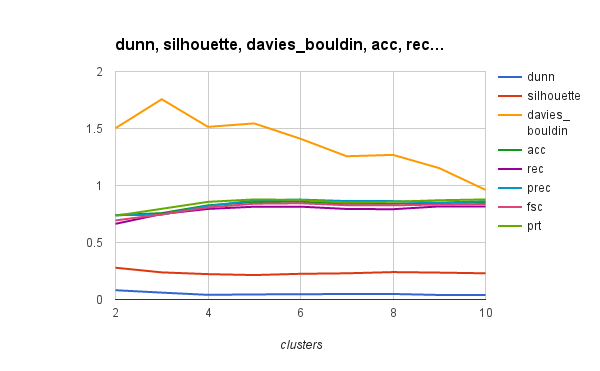 dunn, silhouette, davies_bouldin, acc, rec...
2
1.5
1
0.5
0
2
4
6
8
10
clusters
dunn
silhouette
davies_
bouldin
acc
rec
prec
fsc
prt